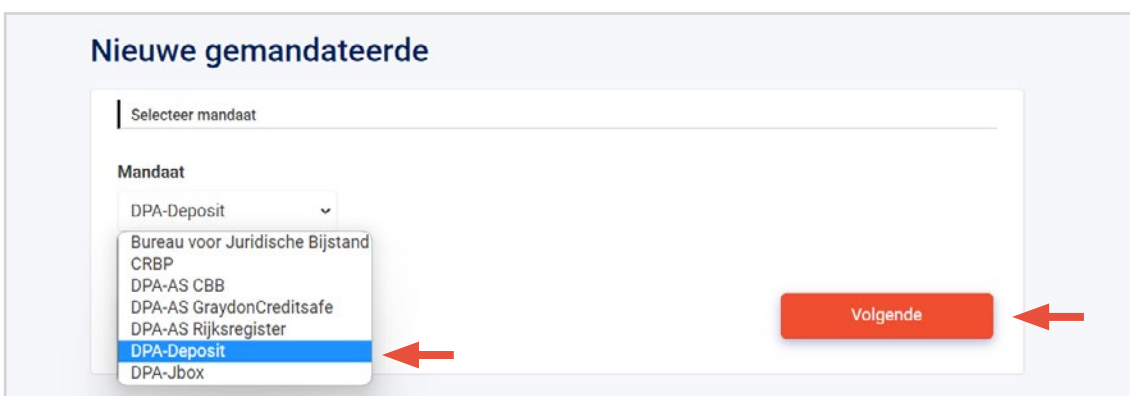 Nieuwe gemandateerde
Selecteer mandaat
Mandaat
DPA-Deposit
Bureau voor Juridische Bijstand
CRBP
DPA-AS CBB
DPA-AS GraydonCreditsafe
DPA-AS Rijksregister
DPA-Deposit
DPA-Jbox
Volgende